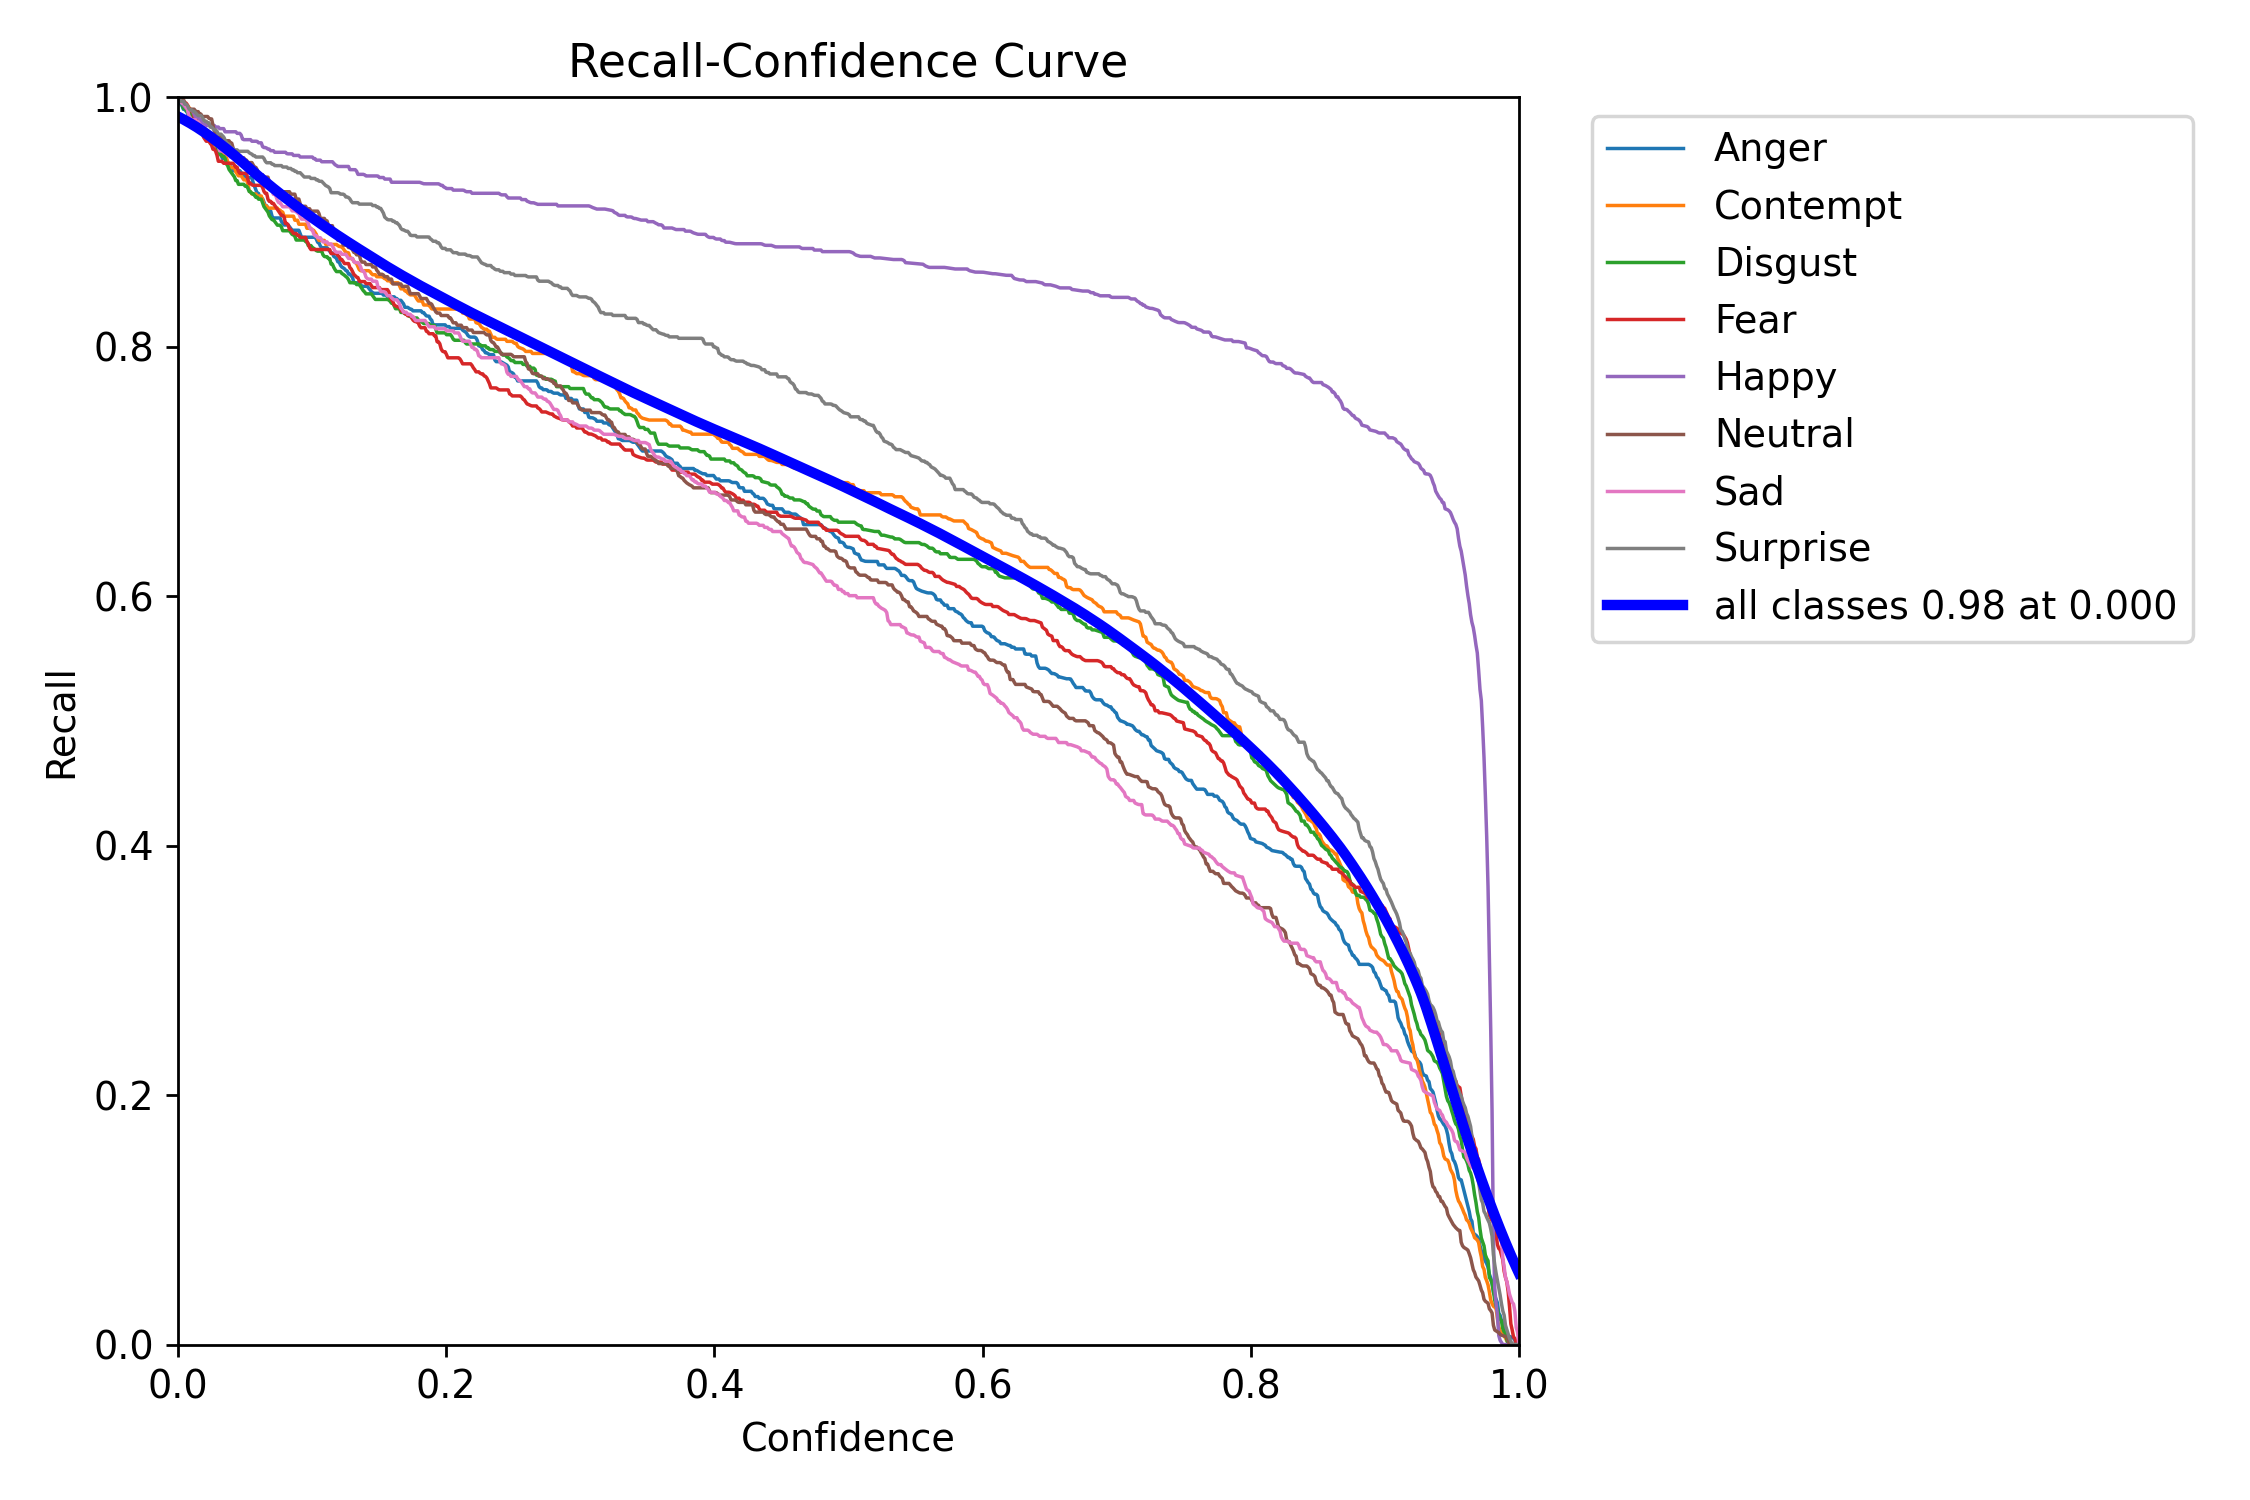 Recall-Confidence Curve
1.0
0.8
0.6
0.4
0.2
0.0
Recall
0.0 0.2 0.4 0.6 0.8 1.0
Confidence
Anger
Contempt
Disgust
Fear
Happy
Neutral
Sad
Surprise
all classes 0.98 at 0.000